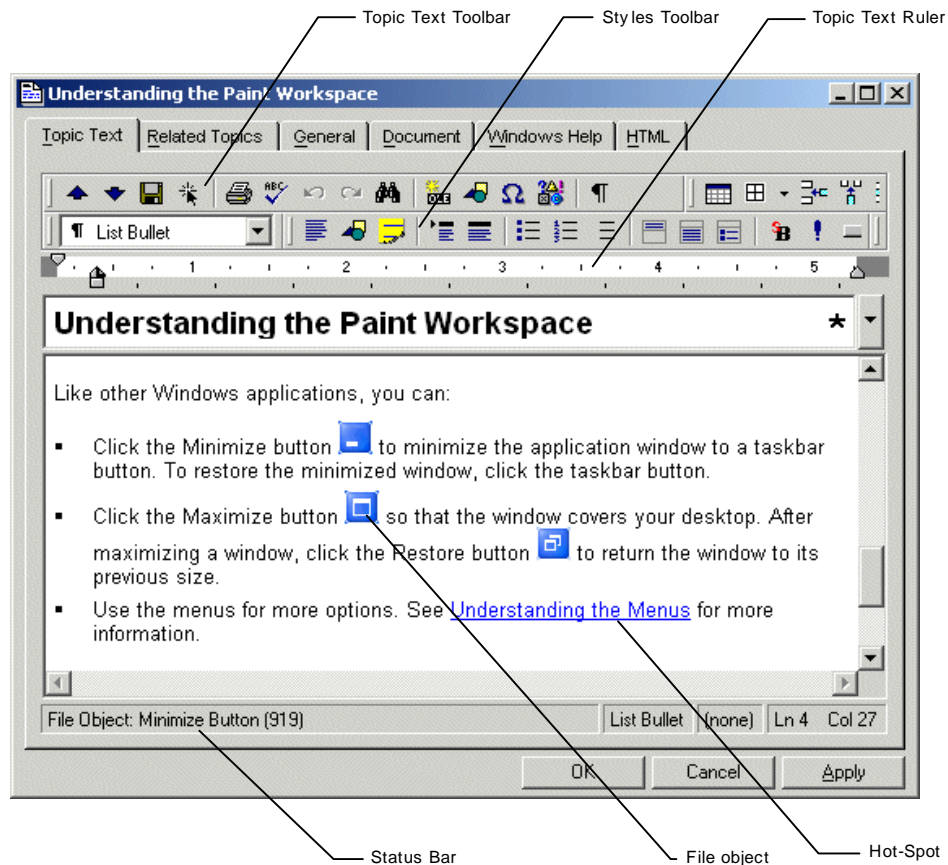 Topic Text Toolbar Styles Toolbar Topic Text Ruler
Understanding the Paint Workspace
Topic Text Related Topics General Document Windows Help HTML
ABC OLE Ω ¶
¶ List Bullet B !
1 2 3 4 5
Understanding the Paint Workspace *
Like other Windows applications, you can:
▪ Click the Minimize button to minimize the application window to a taskbar
button. To restore the minimized window, click the taskbar button.
▪ Click the Maximize button so that the window covers your desktop. After
maximizing a window, click the Restore button to return the window to its
previous size.
▪ Use the menus for more options. See Understanding the Menus for more
information.
File Object: Minimize Button (919) List Bullet (none) Ln 4 Col 27
OK Cancel Apply
Status Bar File object Hot-Spot